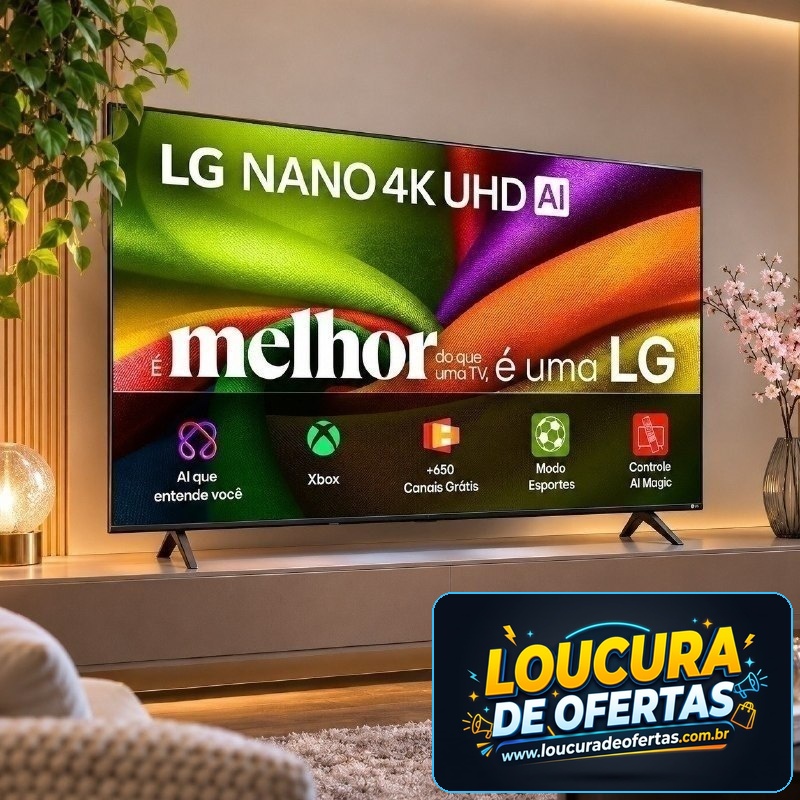 LG NANO 4K UHD AI
É melhor do que uma TV, é uma LG
AI que
entende você
Xbox
+650
Canais Grátis
Modo
Esportes
Controle
AI Magic
LG
LOUCURA
DE OFERTAS
www.loucuradeofertas.com.br